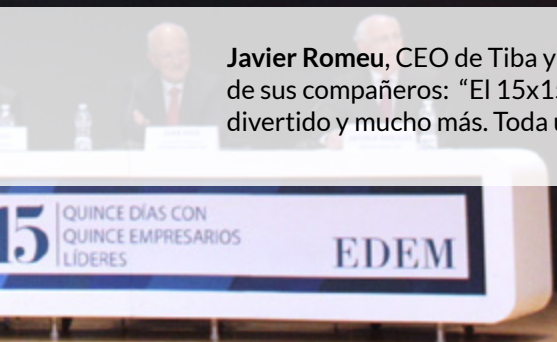 Javier Romeu, CEO de Tiba y
de sus compañeros: “El 15x15
divertido y mucho más. Toda
15
QUINCE DÍAS CON
QUINCE EMPRESARIOS
LÍDERES
EDEM